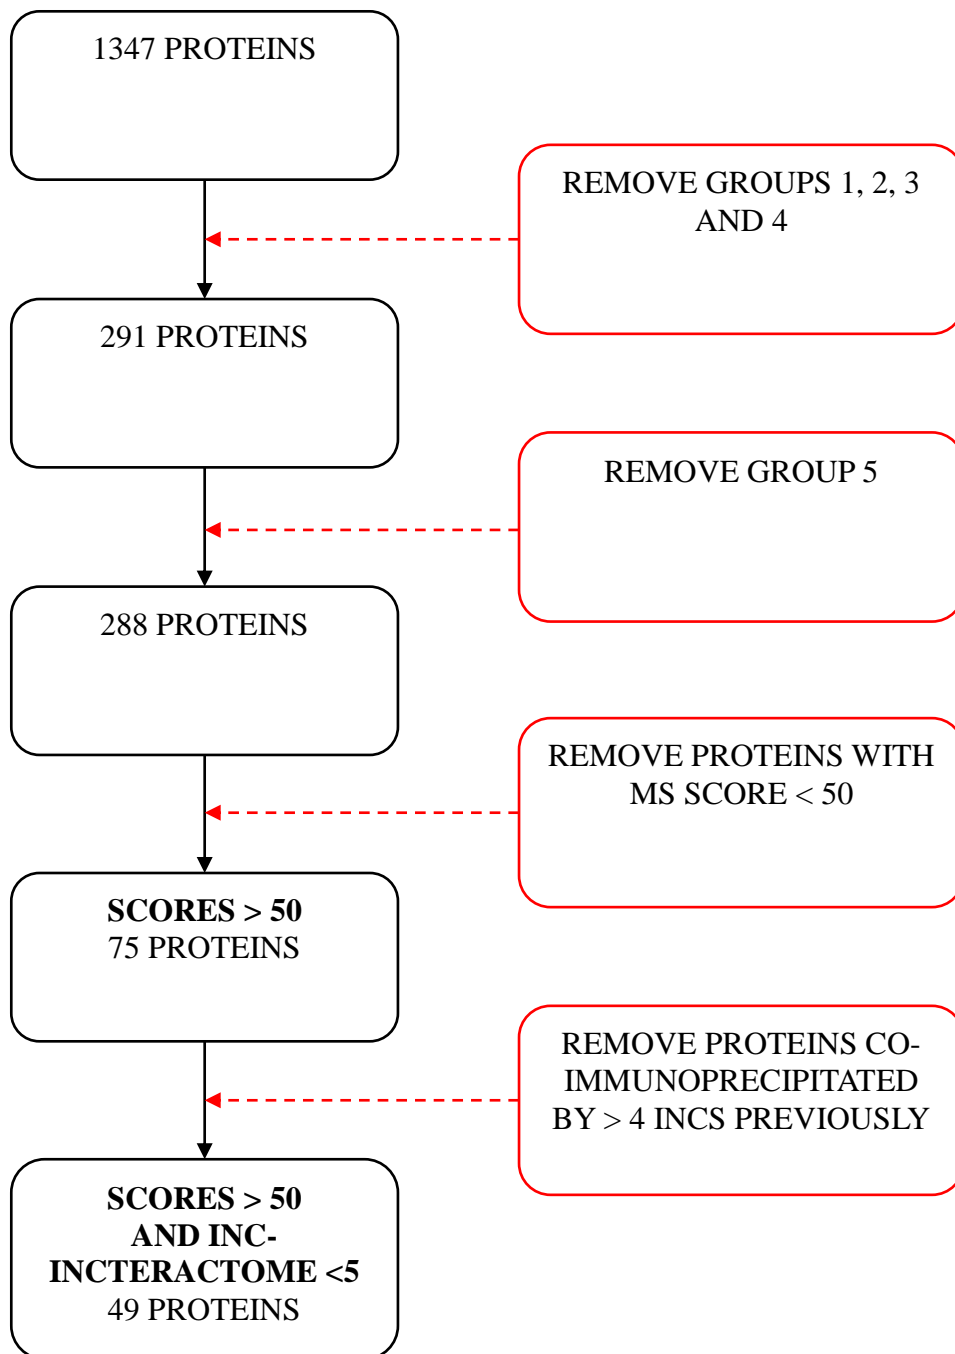 1347 PROTEINS
REMOVE GROUPS 1, 2, 3
AND 4
291 PROTEINS
REMOVE GROUP 5
288 PROTEINS
REMOVE PROTEINS WITH
MS SCORE < 50
SCORES > 50
75 PROTEINS
REMOVE PROTEINS CO-
IMMUNOPRECIPITATED
BY > 4 INCS PREVIOUSLY
SCORES > 50
AND INC-
INCTERACTOME <5
49 PROTEINS